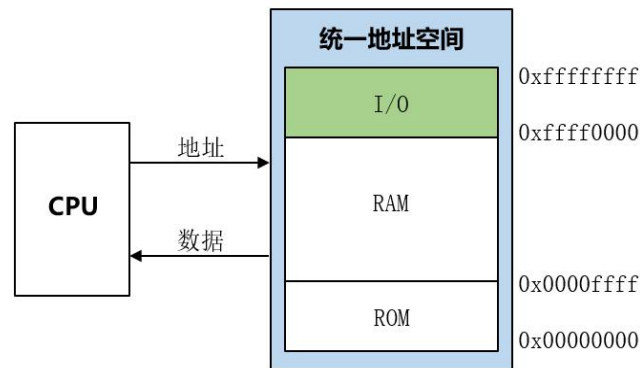 统一地址空间
0xffffffff
I/O
0xffff0000
地址
CPU
RAM
数据
0x0000ffff
ROM
0x00000000